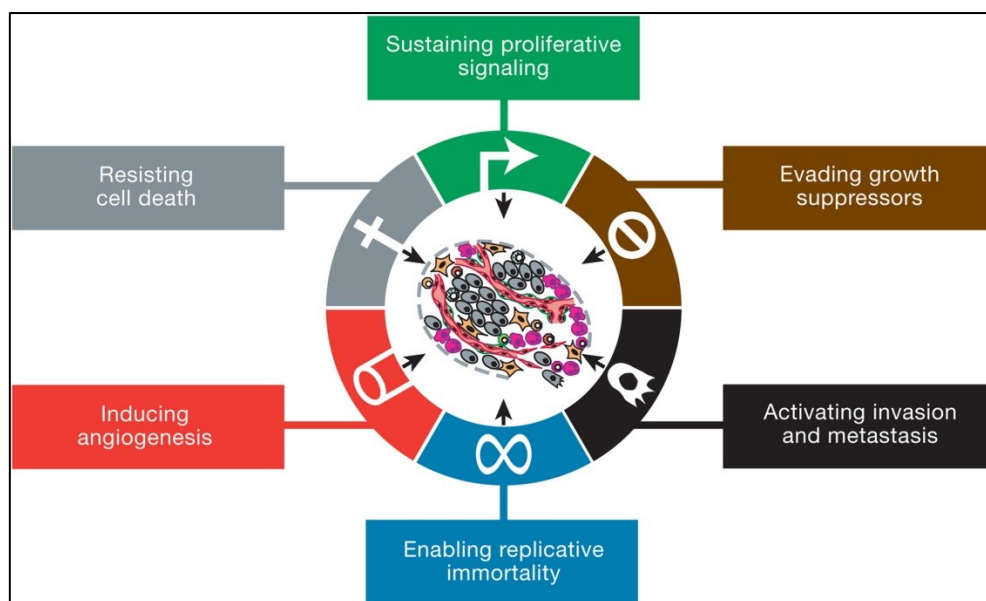 Sustaining proliferative
signaling
Resisting
cell death
Evading growth
suppressors
Inducing
angiogenesis
Activating invasion
and metastasis
Enabling replicative
immortality